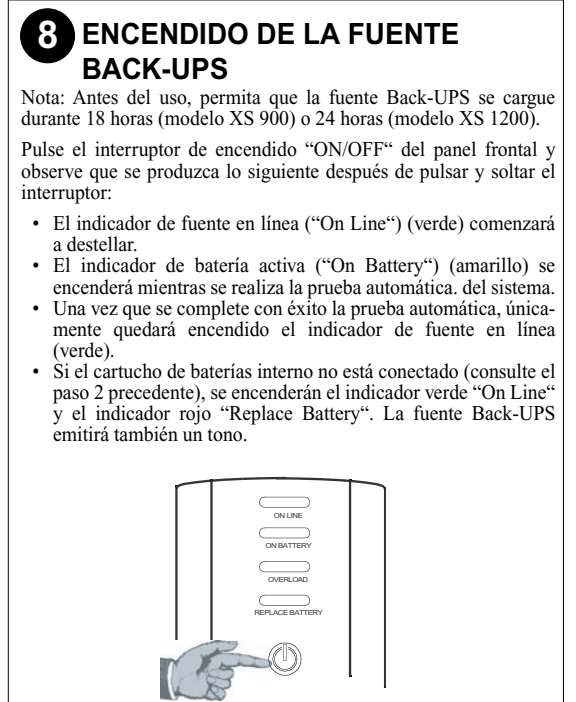 8 ENCENDIDO DE LA FUENTE
BACK-UPS
Nota: Antes del uso, permita que la fuente Back-UPS se cargue
durante 18 horas (modelo XS 900) o 24 horas (modelo XS 1200).
Pulse el interruptor de encendido “ON/OFF“ del panel frontal y
observe que se produzca lo siguiente después de pulsar y soltar el
interruptor:
• El indicador de fuente en línea (“On Line“) (verde) comenzará
a destellar.
• El indicador de batería activa (“On Battery“) (amarillo) se
encenderá mientras se realiza la prueba automática. del sistema.
• Una vez que se complete con éxito la prueba automática, única-
mente quedará encendido el indicador de fuente en línea
(verde).
• Si el cartucho de baterías interno no está conectado (consulte el
paso 2 precedente), se encenderán el indicador verde “On Line“
y el indicador rojo “Replace Battery“. La fuente Back-UPS
emitirá también un tono.
ON LINE
ON BATTERY
OVERLOAD
REPLACE BATTERY